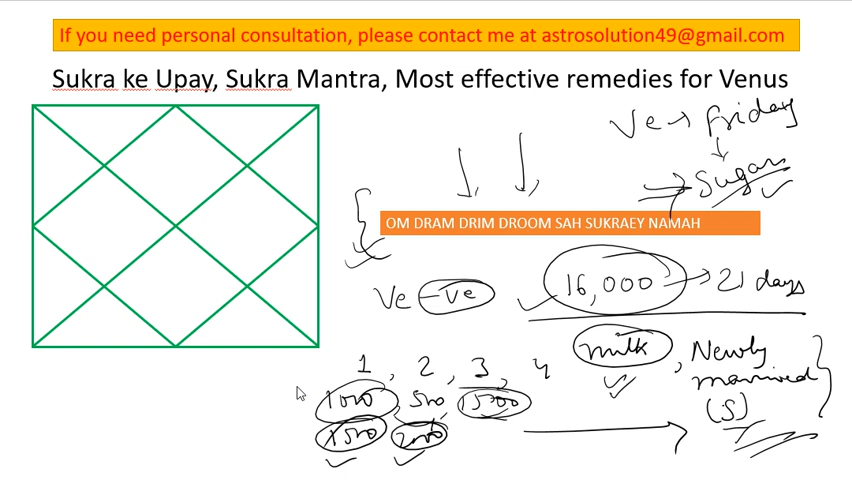 If you need personal consultation, please contact me at astrosolution49@gmail.com
Sukra ke Upay, Sukra Mantra, Most effective remedies for Venus
Ve → Friday
Sugar
OM DRAM DRIM DROOM SAH SUKRAEY NAMAH
Ve -ve 16,000 → 21 days
milk, Newly
married
(S)
1, 2, 3, 4
1000, 500, 1500
1500 2000